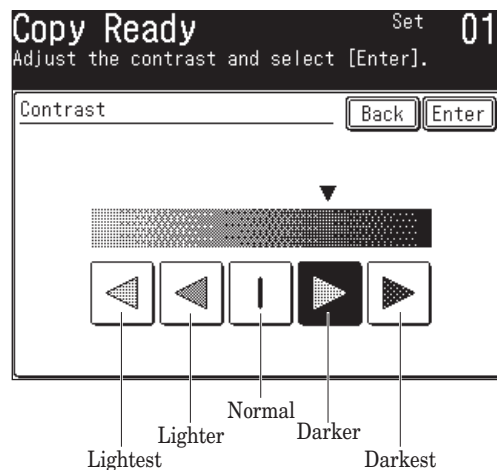 Copy Ready Set 01
Adjust the contrast and select [Enter].
Contrast Back Enter
Normal
Lighter Darker
Lightest Darkest